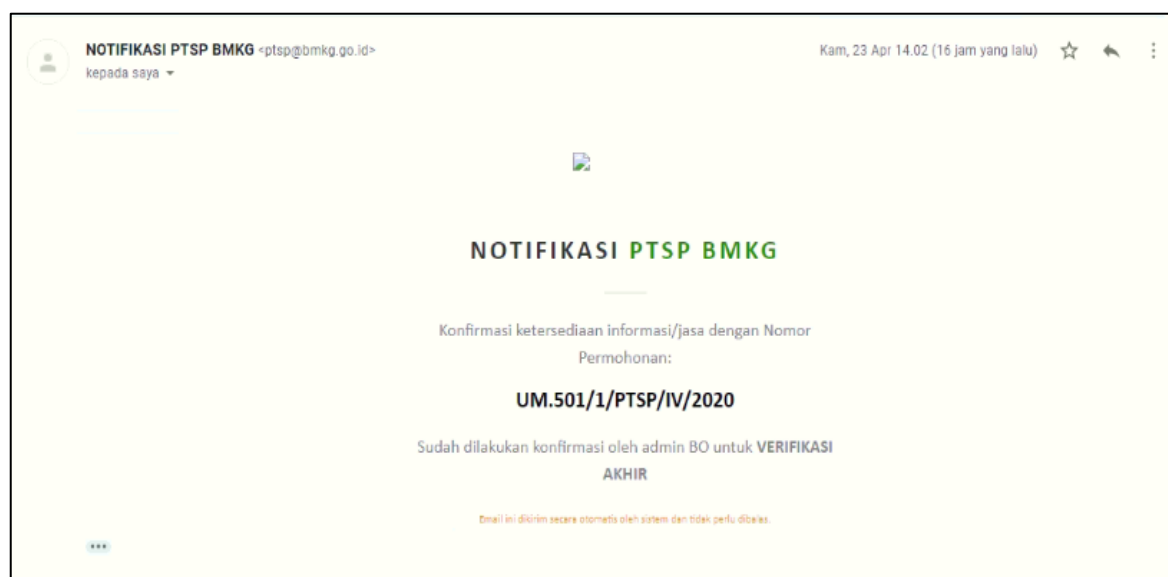 NOTIFIKASI PTSP BMKG <ptsp@bmkg.go.id>
Kam, 23 Apr 14.02 (16 jam yang lalu)
kepada saya
NOTIFIKASI PTSP BMKG
Konfirmasi ketersediaan informasi/jasa dengan Nomor
Permohonan:
UM.501/1/PTSP/IV/2020
Sudah dilakukan konfirmasi oleh admin BO untuk VERIFIKASI
AKHIR
Email ini dikirim secara otomatis oleh sistem dan tidak perlu dibalas.